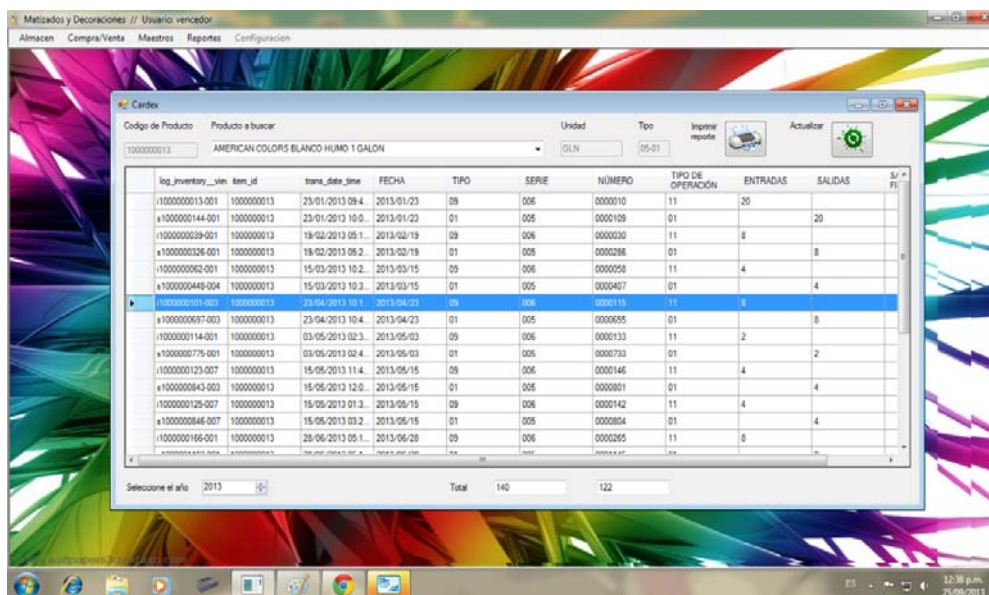 Matizados y Decoraciones // Usuario: vencedor
Almacen Compra/Venta Maestros Reportes Configuracion
Cardex
Codigo de Producto Producto a buscar Unidad Tipo Imprimir reporte Actualizar
1000000013 AMERICAN COLORS BLANCO HUMO 1 GALON GLN 05-01
log_inventory__vien item_id trans_date_time FECHA TIPO SERIE NÚMERO TIPO DE OPERACIÓN ENTRADAS SALIDAS
i1000000013-001 1000000013 23/01/2013 09:4... 2013/01/23 09 006 0000010 11 20
s1000000144-001 1000000013 23/01/2013 10:0... 2013/01/23 01 005 0000109 01 20
i1000000039-001 1000000013 19/02/2013 05:1... 2013/02/19 09 006 0000030 11 8
s1000000326-001 1000000013 19/02/2013 05:2... 2013/02/19 01 005 0000286 01 8
i1000000062-001 1000000013 15/03/2013 10:2... 2013/03/15 09 006 0000058 11 4
s1000000448-004 1000000013 15/03/2013 10:3... 2013/03/15 01 005 0000407 01 4
i1000000101-003 1000000013 23/04/2013 10:1... 2013/04/23 09 006 0000115 11 8
s1000000697-003 1000000013 23/04/2013 10:4... 2013/04/23 01 005 0000655 01 8
i1000000114-001 1000000013 03/05/2013 02:3... 2013/05/03 09 006 0000133 11 2
s1000000775-001 1000000013 03/05/2013 02:4... 2013/05/03 01 005 0000733 01 2
i1000000123-007 1000000013 15/05/2013 11:4... 2013/05/15 09 006 0000146 11 4
s1000000843-003 1000000013 15/05/2013 12:0... 2013/05/15 01 005 0000801 01 4
i1000000125-007 1000000013 15/05/2013 01:3... 2013/05/15 09 006 0000142 11 4
s1000000846-007 1000000013 15/05/2013 03:2... 2013/05/15 01 005 0000804 01 4
i1000000166-001 1000000013 28/06/2013 05:1... 2013/06/28 09 006 0000265 11 8
Seleccione el año 2013 Total 140 122
ES 12:38 p.m.
25/09/2013